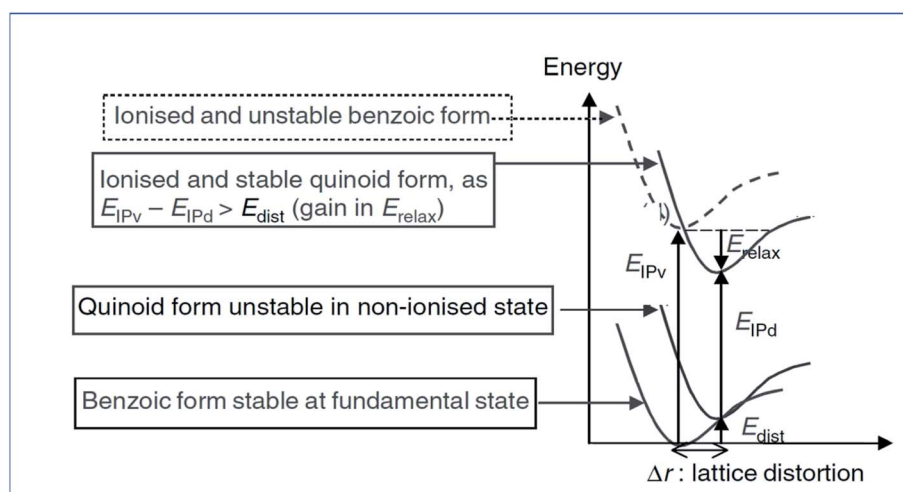 Energy
Ionised and unstable benzoic form
Ionised and stable quinoid form, as
E_IPv – E_IPd > E_dist (gain in E_relax)
E_relax
E_IPv
E_IPd
Quinoid form unstable in non-ionised state
Benzoic form stable at fundamental state
E_dist
Δr : lattice distortion